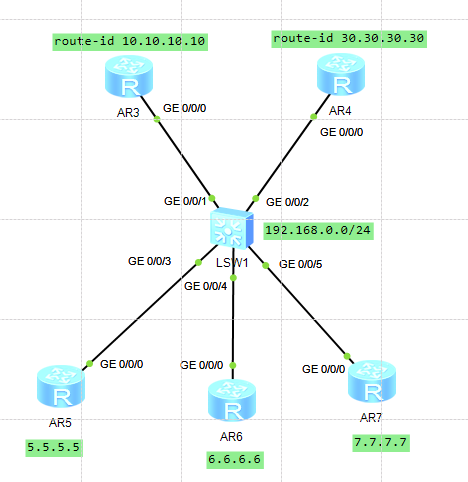 route-id 10.10.10.10
route-id 30.30.30.30
R
R
GE 0/0/0
AR3
AR4
GE 0/0/0
GE 0/0/1
GE 0/0/2
192.168.0.0/24
LSW1
GE 0/0/3
GE 0/0/5
GE 0/0/4
GE 0/0/0
GE 0/0/0
GE 0/0/0
R
R
R
AR5
AR6
AR7
5.5.5.5
6.6.6.6
7.7.7.7